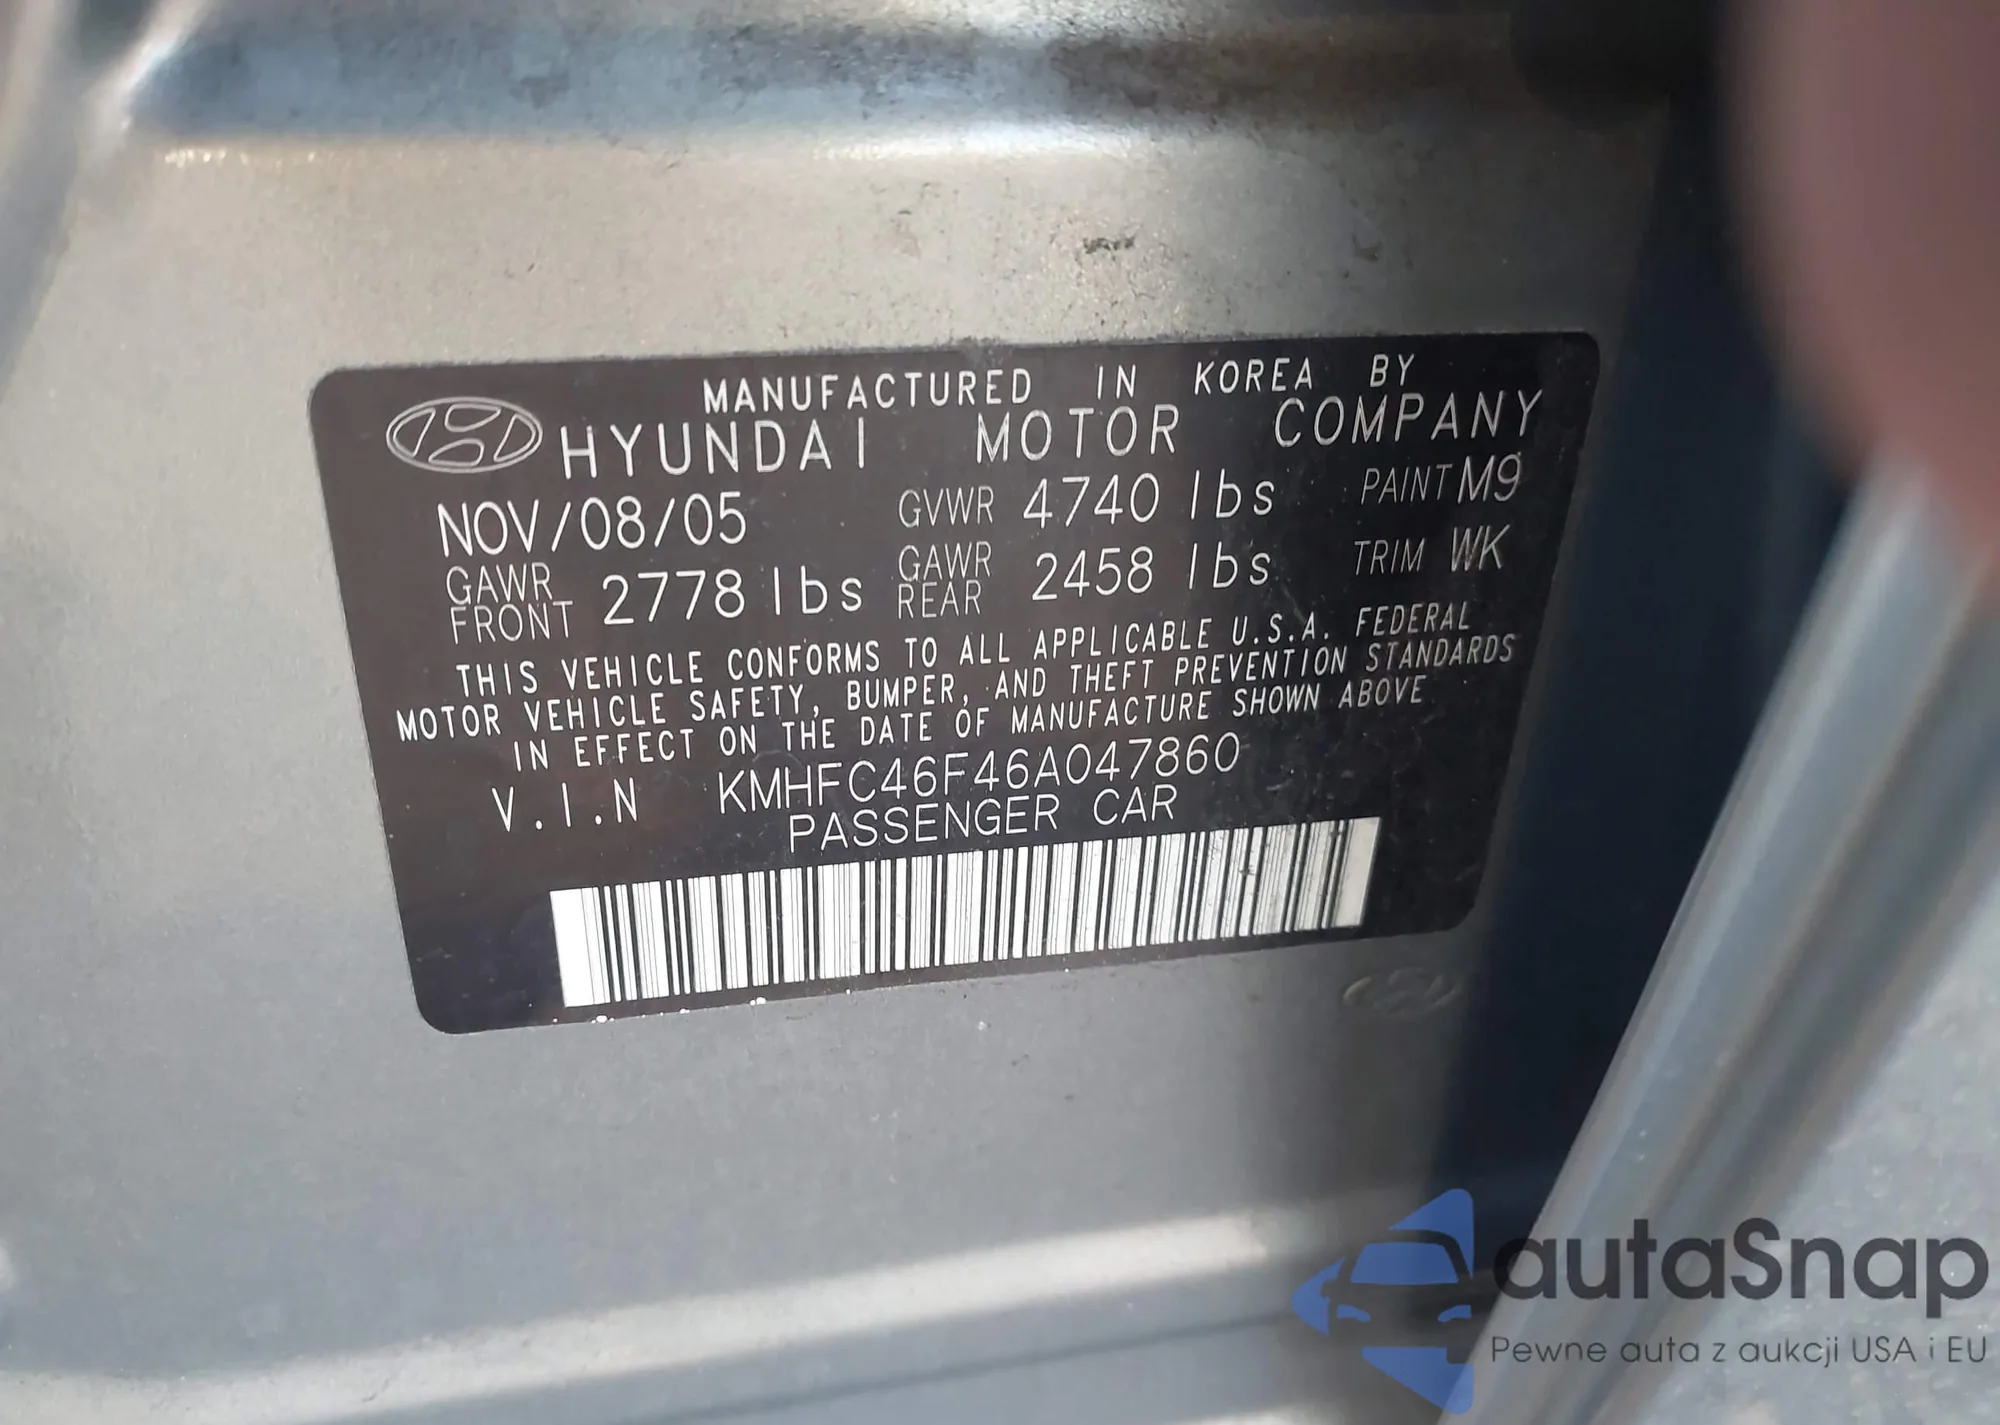 MANUFACTURED IN KOREA BY
HYUNDAI MOTOR COMPANY
NOV/08/05 GVWR 4740 lbs PAINT M9
GAWR FRONT 2778 lbs GAWR REAR 2458 lbs TRIM WK
THIS VEHICLE CONFORMS TO ALL APPLICABLE U.S.A. FEDERAL
MOTOR VEHICLE SAFETY, BUMPER, AND THEFT PREVENTION STANDARDS
IN EFFECT ON THE DATE OF MANUFACTURE SHOWN ABOVE
V.I.N KMHFC46F46A047860
PASSENGER CAR
autaSnap
Pewne auta z aukcji USA i EU